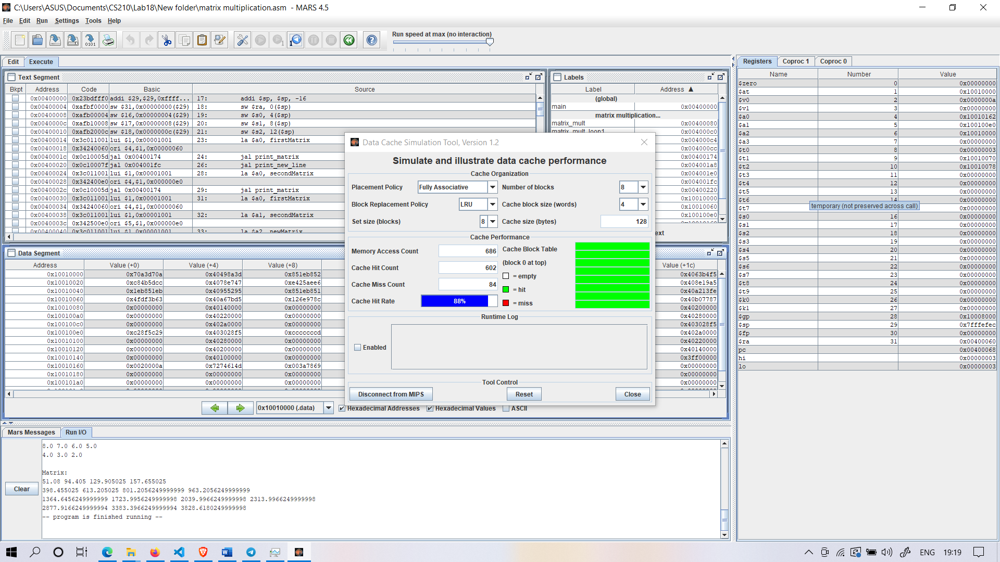 C:\Users\ASUS\Documents\CS210\Lab18\New folder\matrix multiplication.asm - MARS 4.5
File Edit Run Settings Tools Help
Run speed at max (no interaction)
Edit Execute
Text Segment
Bkpt Address Code Basic Source
0x00400000 0x23bdfff0 addi $29,$29,0xffff... 17: addi $sp, $sp, -16
0x00400004 0xafbf0000 sw $31,0x00000000($29) 18: sw $ra, 0($sp)
0x00400008 0xafb00004 sw $16,0x00000004($29) 19: sw $s0, 4($sp)
0x0040000c 0xafb10008 sw $17,0x00000008($29) 20: sw $s1, 8($sp)
0x00400010 0xafb2000c sw $18,0x0000000c($29) 21: sw $s2, 12($sp)
0x00400014 0x3c011001 lui $1,0x00001001 23: la $a0, firstMatrix
0x00400018 0x34240060 ori $4,$1,0x00000060
0x0040001c 0x0c10005d jal 0x00400174 24: jal print_matrix
0x00400020 0x0c10007f jal 0x004001fc 26: jal print_new_line
0x00400024 0x3c011001 lui $1,0x00001001 28: la $a0, secondMatrix
0x00400028 0x342400e0 ori $4,$1,0x000000e0
0x0040002c 0x0c10005d jal 0x00400174 29: jal print_matrix
0x00400030 0x3c011001 lui $1,0x00001001 31: la $a0, firstMatrix
0x00400034 0x34240060 ori $4,$1,0x00000060
0x00400038 0x3c011001 lui $1,0x00001001 32: la $a1, secondMatrix
0x0040003c 0x342500e0 ori $5,$1,0x000000e0
0x00400040 0x3c011001 lui $1,0x00001001 33: la $a2, newMatrix
Labels
Label Address ▲
(global)
main 0x00400000
matrix multiplication...
matrix_mult 0x00400080
matrix_mult_loop1 0x004000c0
0x004000c4
0x004000cc
0x00400174
0x004001a8
0x004001e0
0x004001fc
0x00400220
0x10010000
0x10010060
0x100100e0
ext
Data Cache Simulation Tool, Version 1.2
Simulate and illustrate data cache performance
Cache Organization
Placement Policy Fully Associative Number of blocks 8
Block Replacement Policy LRU Cache block size (words) 4
Set size (blocks) 8 Cache size (bytes) 128
Cache Performance
Memory Access Count 686 Cache Block Table
Cache Hit Count 602 (block 0 at top)
= empty
Cache Miss Count 84 = hit
Cache Hit Rate 88% = miss
Runtime Log
Enabled
Tool Control
Disconnect from MIPS Reset Close
Data Segment
Address Value (+0) Value (+4) Value (+8) Value (+1c)
0x10010000 0x70a3d70a 0x40498a3d 0x851eb852 0x4063b4f5
0x10010020 0xc84b5dcc 0x4078e747 0xe425aee6 0x408e19a5
0x10010040 0x1eb851eb 0x40955295 0x851eb851 0x40a213fe
0x10010060 0x4fdf3b63 0x40a67bd5 0x126e978c 0x40b07787
0x10010080 0x00000000 0x40140000 0x00000000 0x40200000
0x100100a0 0x00000000 0x40220000 0x00000000 0x40280000
0x100100c0 0x00000000 0x402a0000 0x00000000 0x403028f5
0x100100e0 0xc28f5c29 0x403028f5 0xcccccccd 0x402a0000
0x10010100 0x00000000 0x40280000 0x00000000 0x40220000
0x10010120 0x00000000 0x40200000 0x00000000 0x40140000
0x10010140 0x00000000 0x40100000 0x00000000 0x3ff00000
0x10010160 0x0020000a 0x7274614d 0x003a7869 0x00000000
0x10010180 0x00000000 0x00000000 0x00000000 0x00000000
0x100101a0 0x00000000 0x00000000 0x00000000 0x00000000
0x10010000 (.data) Hexadecimal Addresses Hexadecimal Values ASCII
Mars Messages Run I/O
8.0 7.0 6.0 5.0
4.0 3.0 2.0
Matrix:
51.08 94.405 129.905025 157.655025
398.455025 613.205025 801.2056249999999 963.2056249999999
1364.6456249999999 1723.9956249999998 2039.9966249999998 2313.9966249999998
2877.9166249999994 3383.3966249999994 3828.6180249999998
-- program is finished running --
Clear
Registers Coproc 1 Coproc 0
Name Number Value
$zero 0 0x00000000
$at 1 0x10010000
$v0 2 0x0000000a
$v1 3 0x00000000
$a0 4 0x10010162
$a1 5 0x100100e0
$a2 6 0x10010000
$a3 7 0x00000000
$t0 8 0x00000003
$t1 9 0x10010070
$t2 10 0x10010078
$t3 11 0x00000000
$t4 12 0x00000000
$t5 13 0x00000000
$t6 14 0x00000000
temporary (not preserved across call)
$t7 0x00000000
$s0 16 0x00000000
$s1 17 0x00000000
$s2 18 0x00000000
$s3 19 0x00000000
$s4 20 0x00000000
$s5 21 0x00000000
$s6 22 0x00000000
$s7 23 0x00000000
$t8 24 0x00000000
$t9 25 0x00000000
$k0 26 0x00000000
$k1 27 0x00000000
$gp 28 0x10008000
$sp 29 0x7fffefec
$fp 30 0x00000000
$ra 31 0x00400060
pc 0x00400068
hi 0x00000003
lo 0x00000003
ENG 19:19